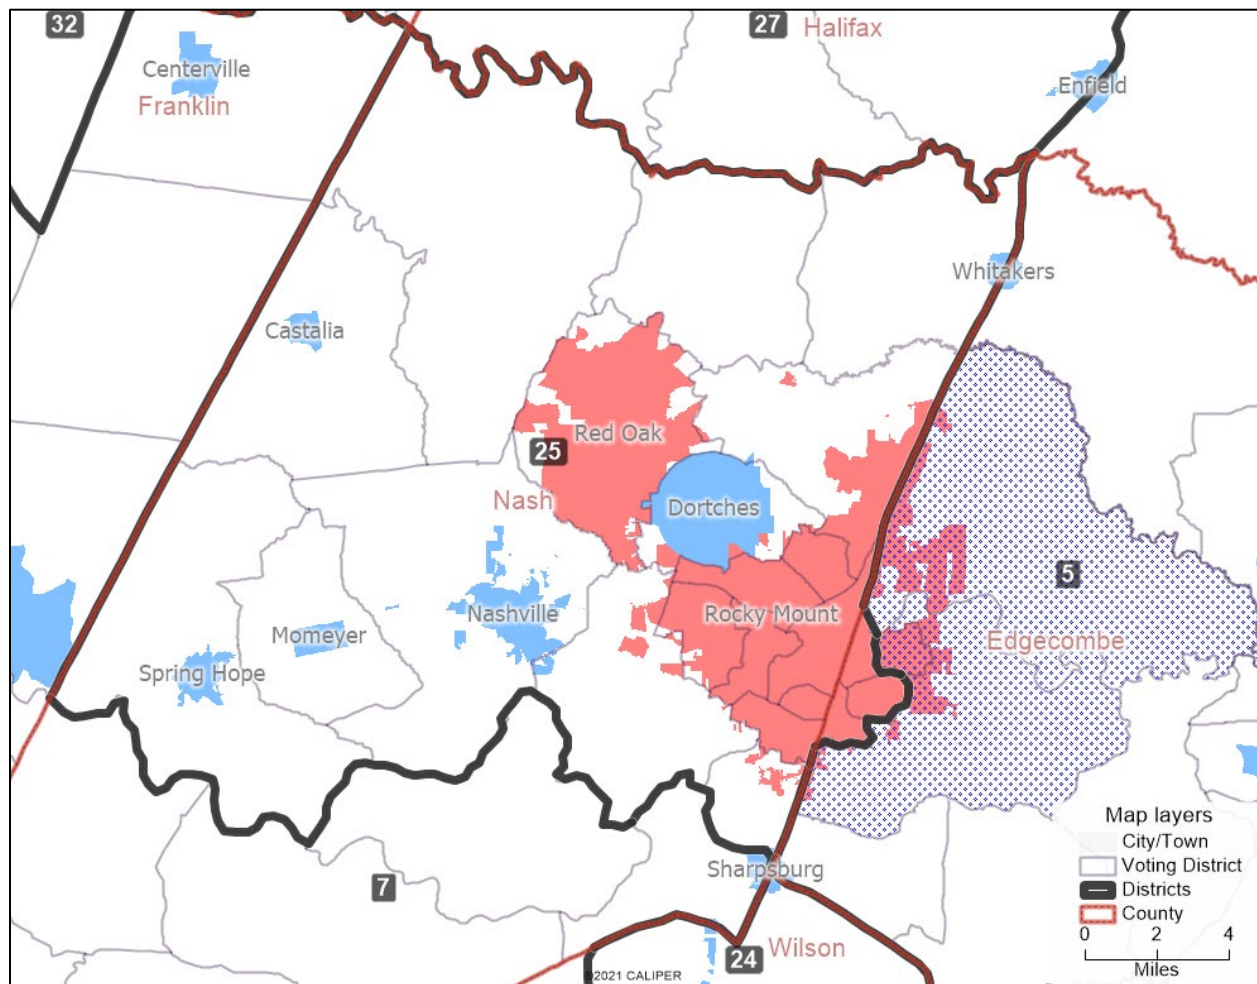 32
27
Halifax
Centerville
Franklin
Enfield
Whitakers
Castalia
Red Oak
25
Nash
Dortches
5
Nashville
Rocky Mount
Momeyer
Edgecombe
Spring Hope
Map layers
City/Town
Voting District
Districts
County
0 2 4
Miles
Sharpsburg
7
Wilson
24
©2021 CALIPER